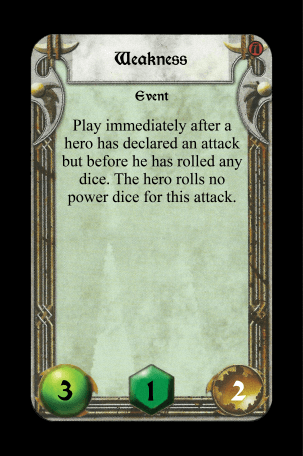 Weakness
@
Event
Play immediately after a
hero has declared an attack
but before he has rolled any
dice. The hero rolls no
power dice for this attack.
3
1
2